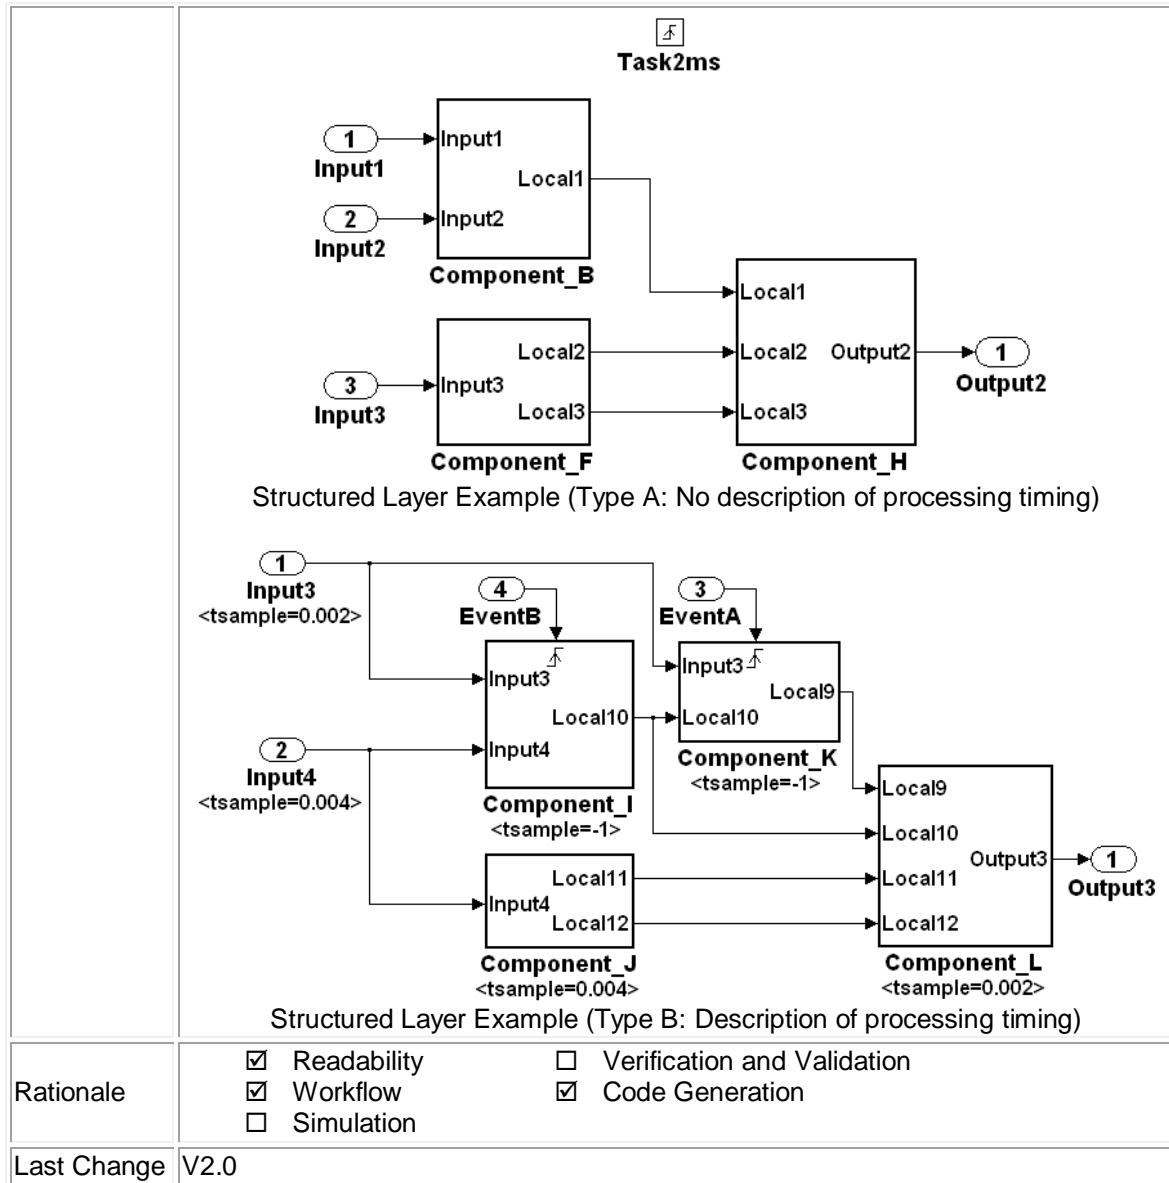 Task2ms
1
Input1
2
Input2
Input1
Local1
Input2
Component_B
3
Input3
Local2
Input3
Local3
Component_F
Local1
Local2
Output2
Local3
Component_H
1
Output2
Structured Layer Example (Type A: No description of processing timing)
1
Input3
<tsample=0.002>
4
EventB
3
EventA
Input3
Local10
Input4
Component_I
<tsample=-1>
Input3
Local9
Local10
Component_K
<tsample=-1>
2
Input4
<tsample=0.004>
Local11
Input4
Local12
Component_J
<tsample=0.004>
Local9
Local10
Output3
Local11
Local12
Component_L
<tsample=0.002>
1
Output3
Structured Layer Example (Type B: Description of processing timing)
Rationale
☑ Readability
☐ Verification and Validation
☑ Workflow
☑ Code Generation
☐ Simulation
Last Change
V2.0